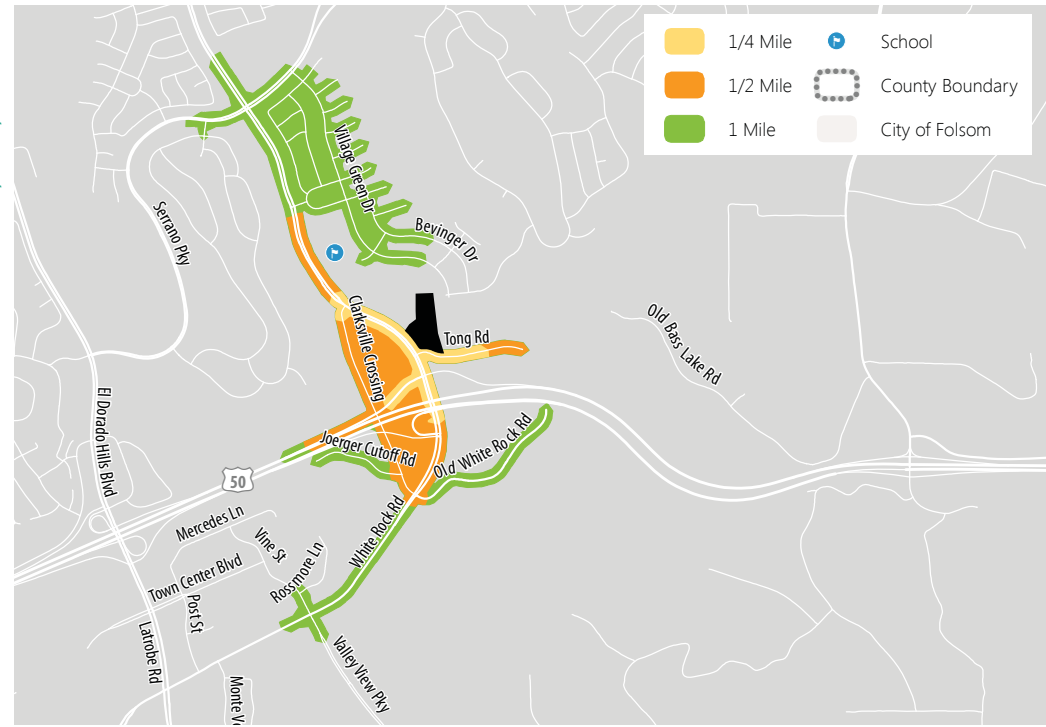 1/4 Mile
School
1/2 Mile
County Boundary
1 Mile
City of Folsom
Village Green Dr
Bevinger Dr
Serrano Pky
Clarksville Crossing
Tong Rd
Old Bass Lake Rd
El Dorado Hills Blvd
Joerger Cutoff Rd
Old White Rock Rd
50
Mercedes Ln
White Rock Rd
Vine St
Rossmore Ln
Town Center Blvd
Post St
Latrobe Rd
Valley View Pky